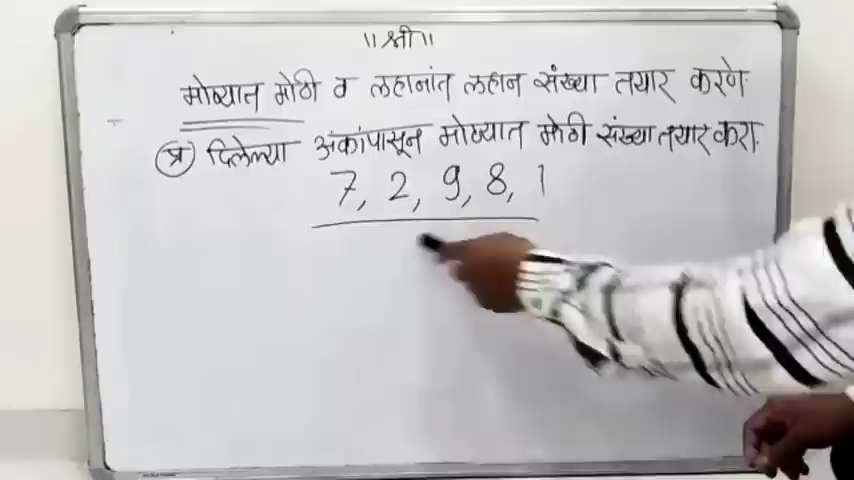 ॥ श्री ॥
मोठ्यात मोठी व लहानांत लहान संख्या तयार करणे
प्र) दिलेल्या अंकांपासून मोठ्यात मोठी संख्या तयार करा.
7, 2, 9, 8, 1